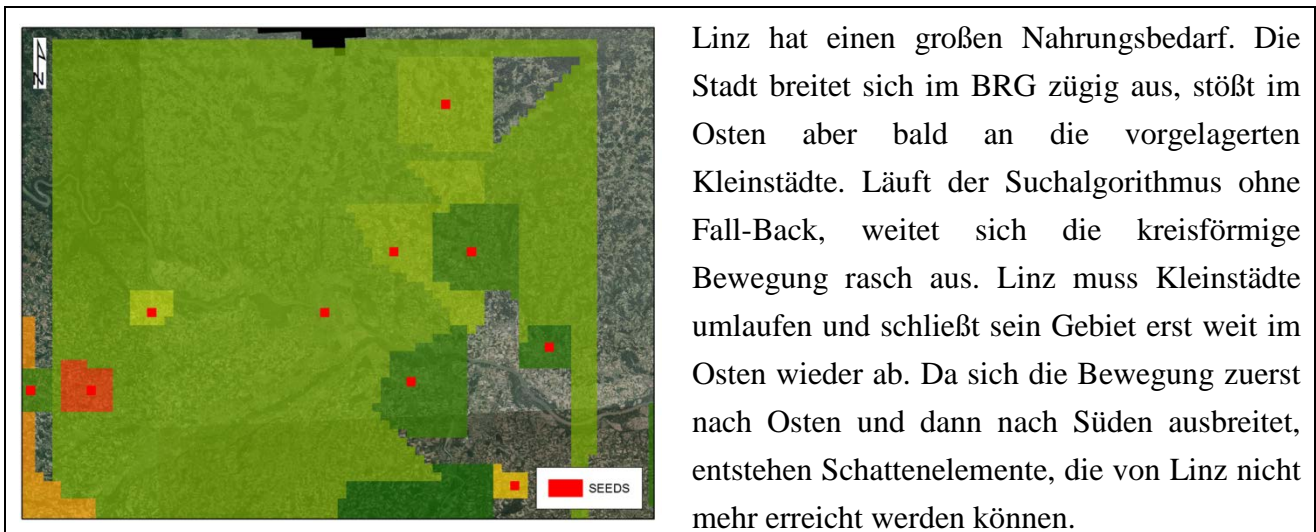 Linz hat einen großen Nahrungsbedarf. Die
Stadt breitet sich im BRG zügig aus, stößt im
Osten aber bald an die vorgelagerten
Kleinstädte. Läuft der Suchalgorithmus ohne
Fall-Back, weitet sich die kreisförmige
Bewegung rasch aus. Linz muss Kleinstädte
umlaufen und schließt sein Gebiet erst weit im
Osten wieder ab. Da sich die Bewegung zuerst
nach Osten und dann nach Süden ausbreitet,
entstehen Schattenelemente, die von Linz nicht
mehr erreicht werden können.
N
SEEDS